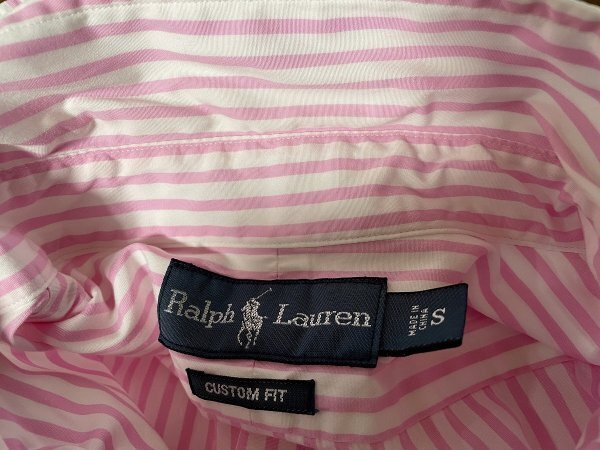 Ralph Lauren
MADE IN
CHINA
S
CUSTOM FIT